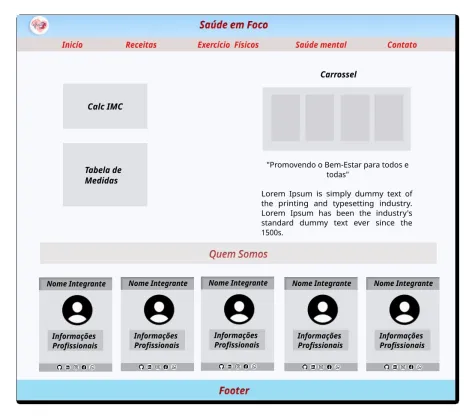 Saúde em Foco
Inicio Receitas Exercício Físicos Saúde mental Contato
Carrossel
Calc IMC
Tabela de
Medidas
"Promovendo o Bem-Estar para todos e
todas"
Lorem Ipsum is simply dummy text of
the printing and typesetting industry.
Lorem Ipsum has been the industry's
standard dummy text ever since the
1500s.
Quem Somos
Nome Integrante Nome Integrante Nome Integrante Nome Integrante Nome Integrante
Informações Informações Informações Informações Informações
Profissionais Profissionais Profissionais Profissionais Profissionais
Footer